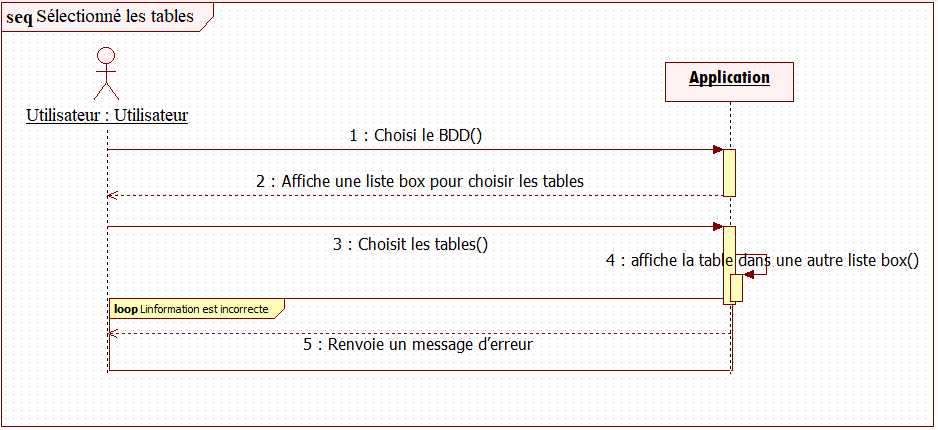 seq Sélectionné les tables
Utilisateur : Utilisateur
Application
1 : Choisi le BDD()
2 : Affiche une liste box pour choisir les tables
3 : Choisit les tables()
4 : affiche la table dans une autre liste box()
loop Linformation est incorrecte
5 : Renvoie un message d’erreur